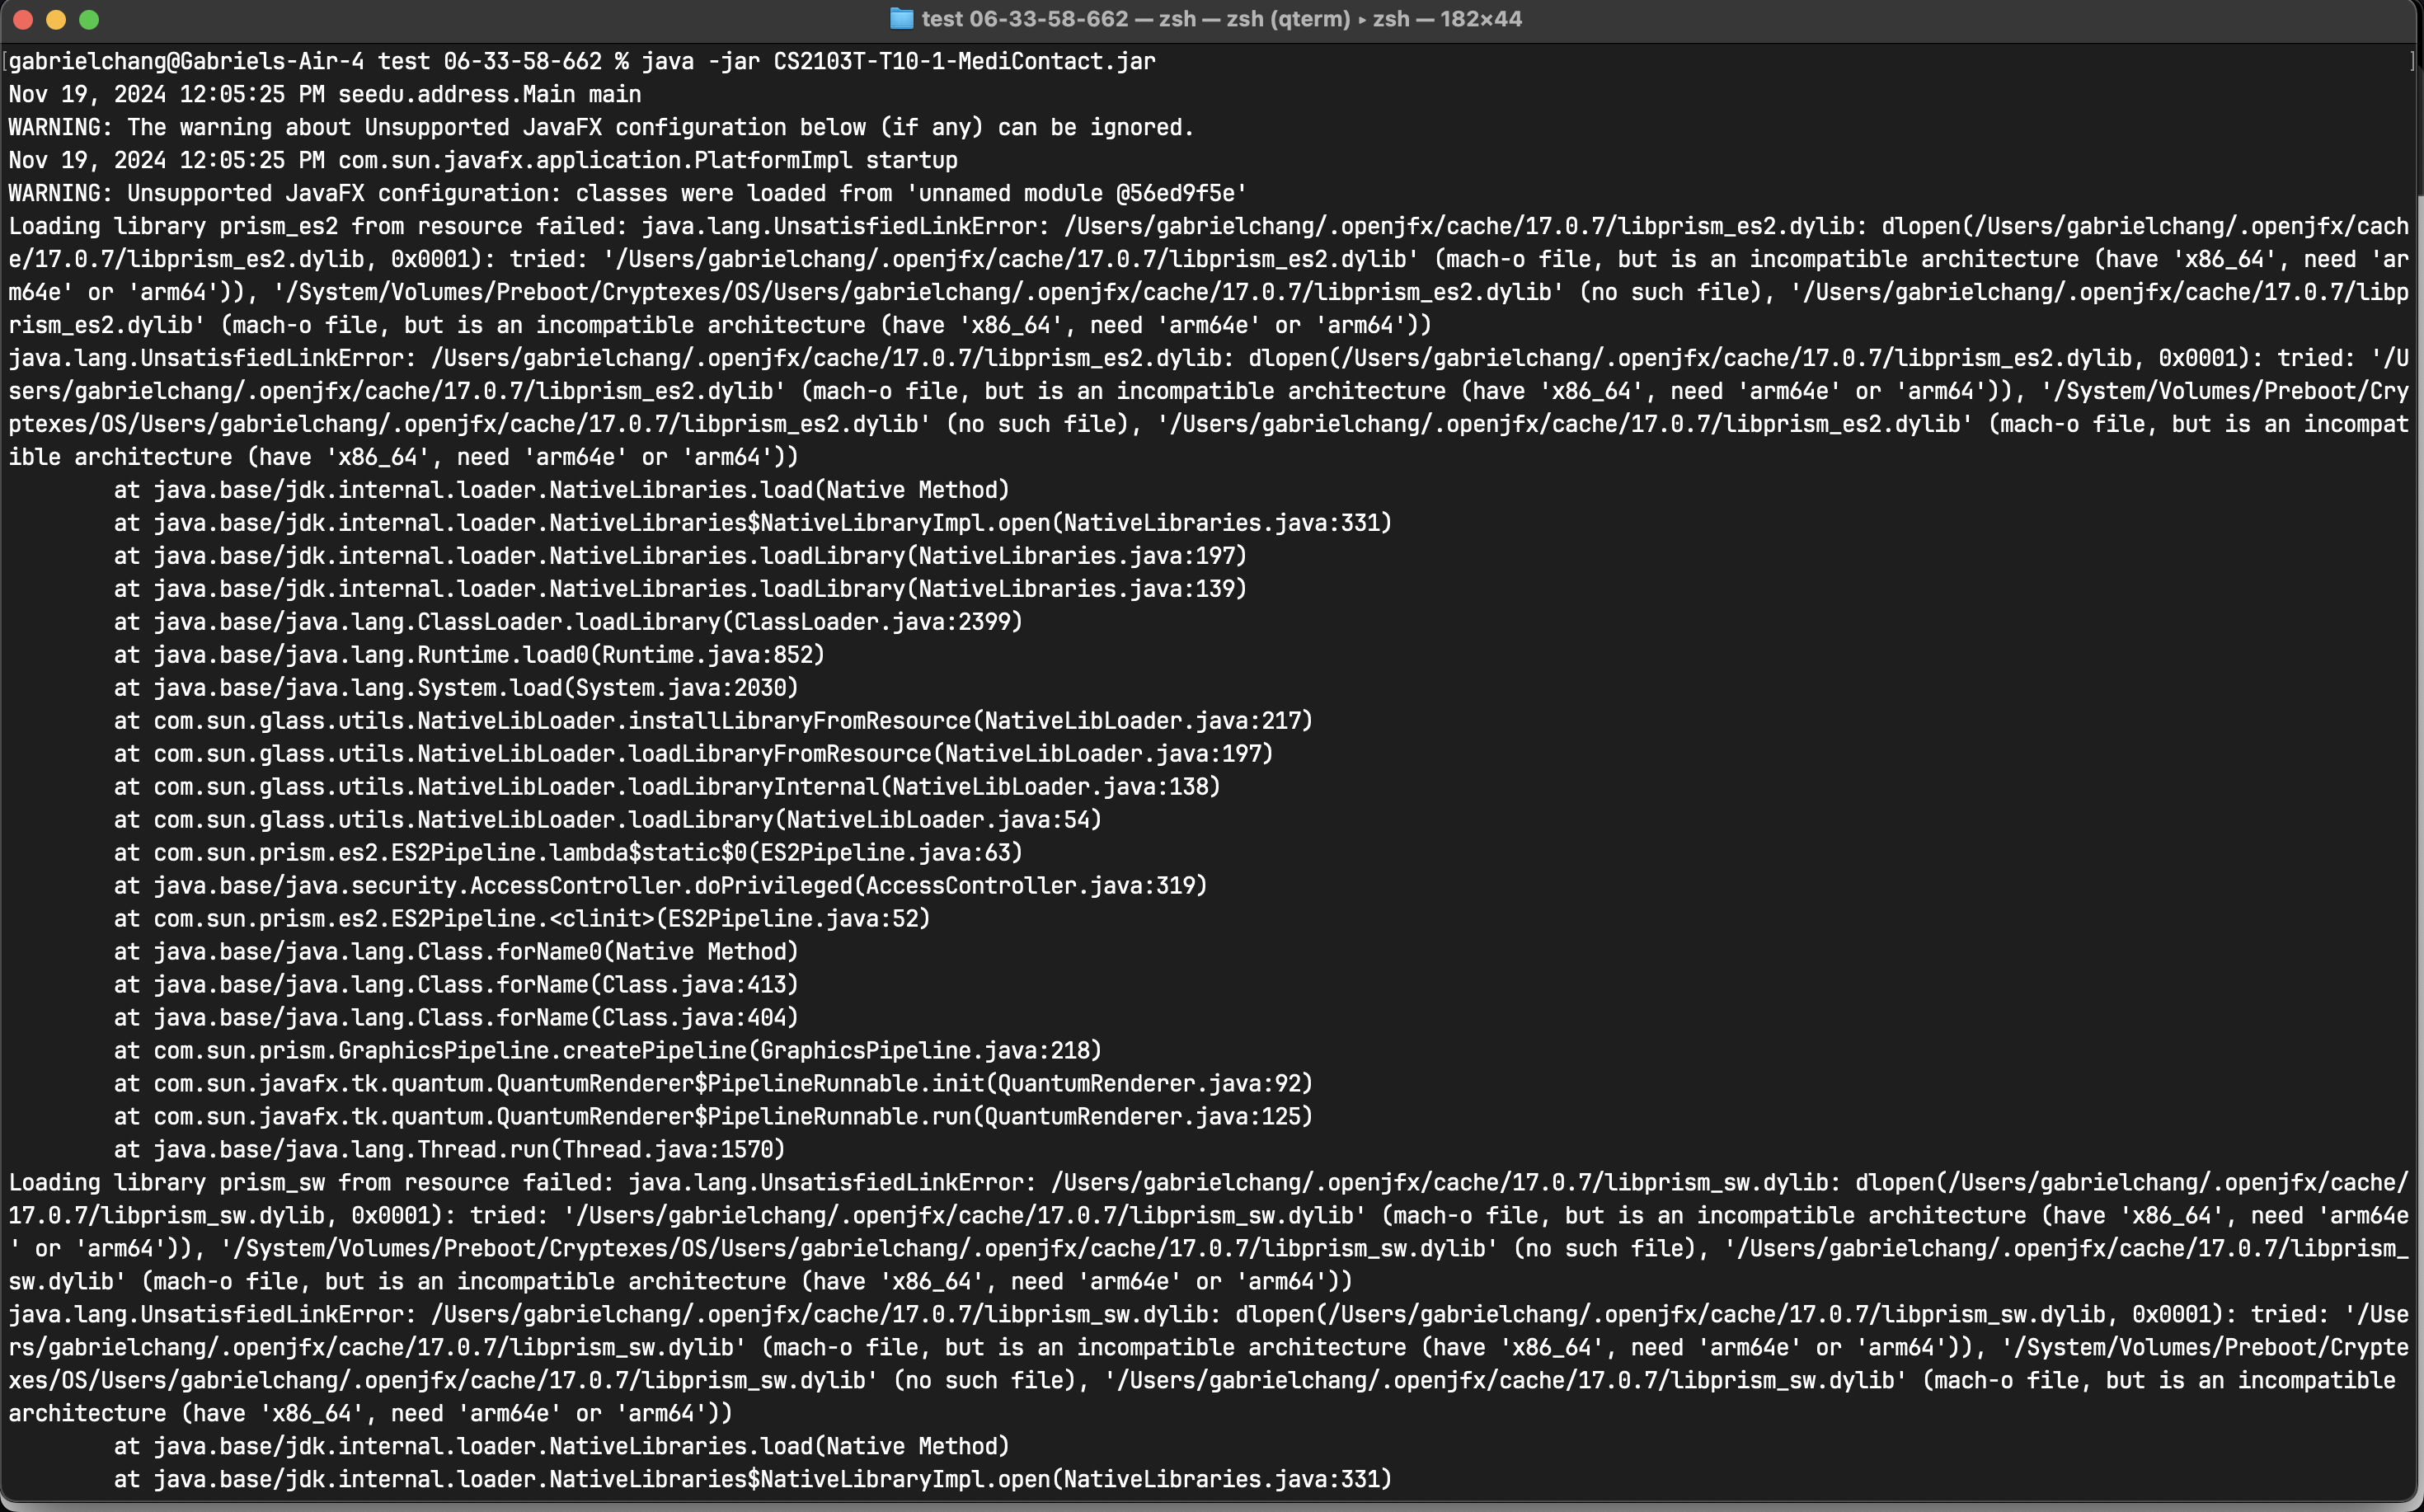 test 06-33-58-662 — zsh — zsh (qterm) ▸ zsh — 182×44
[gabrielchang@Gabriels-Air-4 test 06-33-58-662 % java -jar CS2103T-T10-1-MediContact.jar ]
Nov 19, 2024 12:05:25 PM seedu.address.Main main
WARNING: The warning about Unsupported JavaFX configuration below (if any) can be ignored.
Nov 19, 2024 12:05:25 PM com.sun.javafx.application.PlatformImpl startup
WARNING: Unsupported JavaFX configuration: classes were loaded from 'unnamed module @56ed9f5e'
Loading library prism_es2 from resource failed: java.lang.UnsatisfiedLinkError: /Users/gabrielchang/.openjfx/cache/17.0.7/libprism_es2.dylib: dlopen(/Users/gabrielchang/.openjfx/cach
e/17.0.7/libprism_es2.dylib, 0x0001): tried: '/Users/gabrielchang/.openjfx/cache/17.0.7/libprism_es2.dylib' (mach-o file, but is an incompatible architecture (have 'x86_64', need 'ar
m64e' or 'arm64')), '/System/Volumes/Preboot/Cryptexes/OS/Users/gabrielchang/.openjfx/cache/17.0.7/libprism_es2.dylib' (no such file), '/Users/gabrielchang/.openjfx/cache/17.0.7/libp
rism_es2.dylib' (mach-o file, but is an incompatible architecture (have 'x86_64', need 'arm64e' or 'arm64'))
java.lang.UnsatisfiedLinkError: /Users/gabrielchang/.openjfx/cache/17.0.7/libprism_es2.dylib: dlopen(/Users/gabrielchang/.openjfx/cache/17.0.7/libprism_es2.dylib, 0x0001): tried: '/U
sers/gabrielchang/.openjfx/cache/17.0.7/libprism_es2.dylib' (mach-o file, but is an incompatible architecture (have 'x86_64', need 'arm64e' or 'arm64')), '/System/Volumes/Preboot/Cry
ptexes/OS/Users/gabrielchang/.openjfx/cache/17.0.7/libprism_es2.dylib' (no such file), '/Users/gabrielchang/.openjfx/cache/17.0.7/libprism_es2.dylib' (mach-o file, but is an incompat
ible architecture (have 'x86_64', need 'arm64e' or 'arm64'))
        at java.base/jdk.internal.loader.NativeLibraries.load(Native Method)
        at java.base/jdk.internal.loader.NativeLibraries$NativeLibraryImpl.open(NativeLibraries.java:331)
        at java.base/jdk.internal.loader.NativeLibraries.loadLibrary(NativeLibraries.java:197)
        at java.base/jdk.internal.loader.NativeLibraries.loadLibrary(NativeLibraries.java:139)
        at java.base/java.lang.ClassLoader.loadLibrary(ClassLoader.java:2399)
        at java.base/java.lang.Runtime.load0(Runtime.java:852)
        at java.base/java.lang.System.load(System.java:2030)
        at com.sun.glass.utils.NativeLibLoader.installLibraryFromResource(NativeLibLoader.java:217)
        at com.sun.glass.utils.NativeLibLoader.loadLibraryFromResource(NativeLibLoader.java:197)
        at com.sun.glass.utils.NativeLibLoader.loadLibraryInternal(NativeLibLoader.java:138)
        at com.sun.glass.utils.NativeLibLoader.loadLibrary(NativeLibLoader.java:54)
        at com.sun.prism.es2.ES2Pipeline.lambda$static$0(ES2Pipeline.java:63)
        at java.base/java.security.AccessController.doPrivileged(AccessController.java:319)
        at com.sun.prism.es2.ES2Pipeline.<clinit>(ES2Pipeline.java:52)
        at java.base/java.lang.Class.forName0(Native Method)
        at java.base/java.lang.Class.forName(Class.java:413)
        at java.base/java.lang.Class.forName(Class.java:404)
        at com.sun.prism.GraphicsPipeline.createPipeline(GraphicsPipeline.java:218)
        at com.sun.javafx.tk.quantum.QuantumRenderer$PipelineRunnable.init(QuantumRenderer.java:92)
        at com.sun.javafx.tk.quantum.QuantumRenderer$PipelineRunnable.run(QuantumRenderer.java:125)
        at java.base/java.lang.Thread.run(Thread.java:1570)
Loading library prism_sw from resource failed: java.lang.UnsatisfiedLinkError: /Users/gabrielchang/.openjfx/cache/17.0.7/libprism_sw.dylib: dlopen(/Users/gabrielchang/.openjfx/cache/
17.0.7/libprism_sw.dylib, 0x0001): tried: '/Users/gabrielchang/.openjfx/cache/17.0.7/libprism_sw.dylib' (mach-o file, but is an incompatible architecture (have 'x86_64', need 'arm64e
' or 'arm64')), '/System/Volumes/Preboot/Cryptexes/OS/Users/gabrielchang/.openjfx/cache/17.0.7/libprism_sw.dylib' (no such file), '/Users/gabrielchang/.openjfx/cache/17.0.7/libprism_
sw.dylib' (mach-o file, but is an incompatible architecture (have 'x86_64', need 'arm64e' or 'arm64'))
java.lang.UnsatisfiedLinkError: /Users/gabrielchang/.openjfx/cache/17.0.7/libprism_sw.dylib: dlopen(/Users/gabrielchang/.openjfx/cache/17.0.7/libprism_sw.dylib, 0x0001): tried: '/Use
rs/gabrielchang/.openjfx/cache/17.0.7/libprism_sw.dylib' (mach-o file, but is an incompatible architecture (have 'x86_64', need 'arm64e' or 'arm64')), '/System/Volumes/Preboot/Crypte
xes/OS/Users/gabrielchang/.openjfx/cache/17.0.7/libprism_sw.dylib' (no such file), '/Users/gabrielchang/.openjfx/cache/17.0.7/libprism_sw.dylib' (mach-o file, but is an incompatible
architecture (have 'x86_64', need 'arm64e' or 'arm64'))
        at java.base/jdk.internal.loader.NativeLibraries.load(Native Method)
        at java.base/jdk.internal.loader.NativeLibraries$NativeLibraryImpl.open(NativeLibraries.java:331)